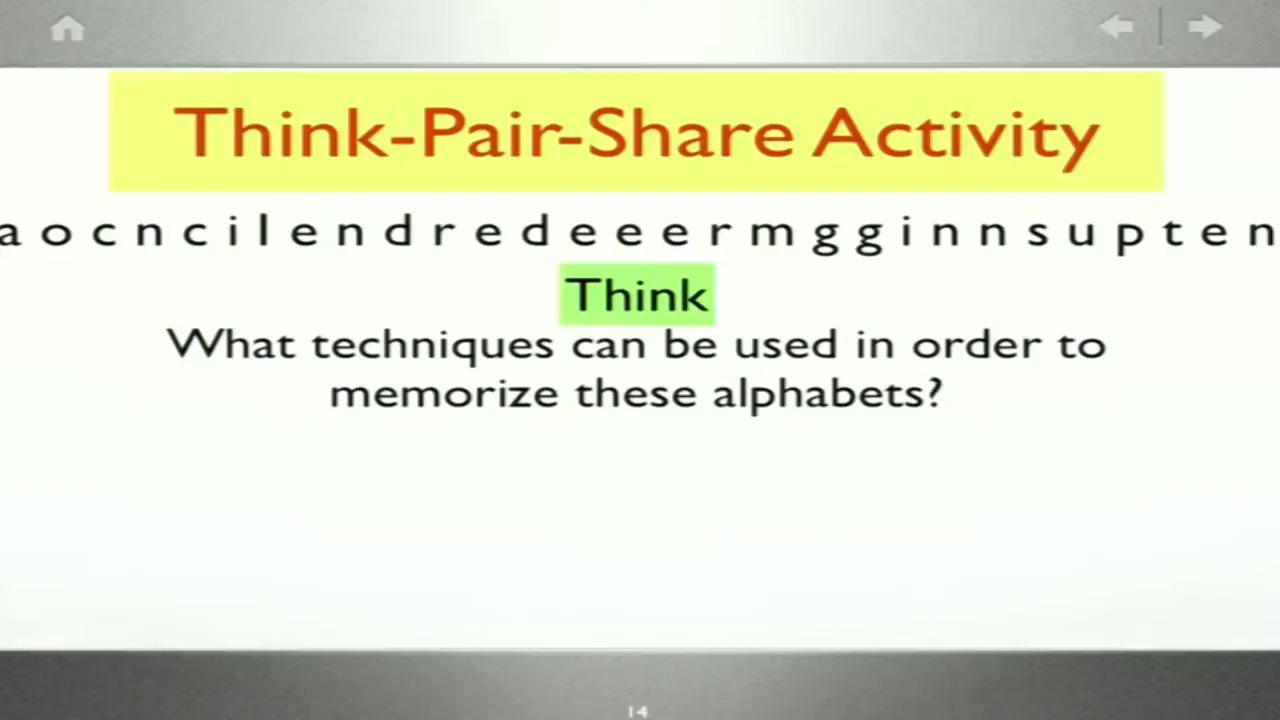 Think-Pair-Share Activity
a o c n c i l e n d r e d e e e r m g g i n n s u p t e n
Think
What techniques can be used in order to
memorize these alphabets?
14